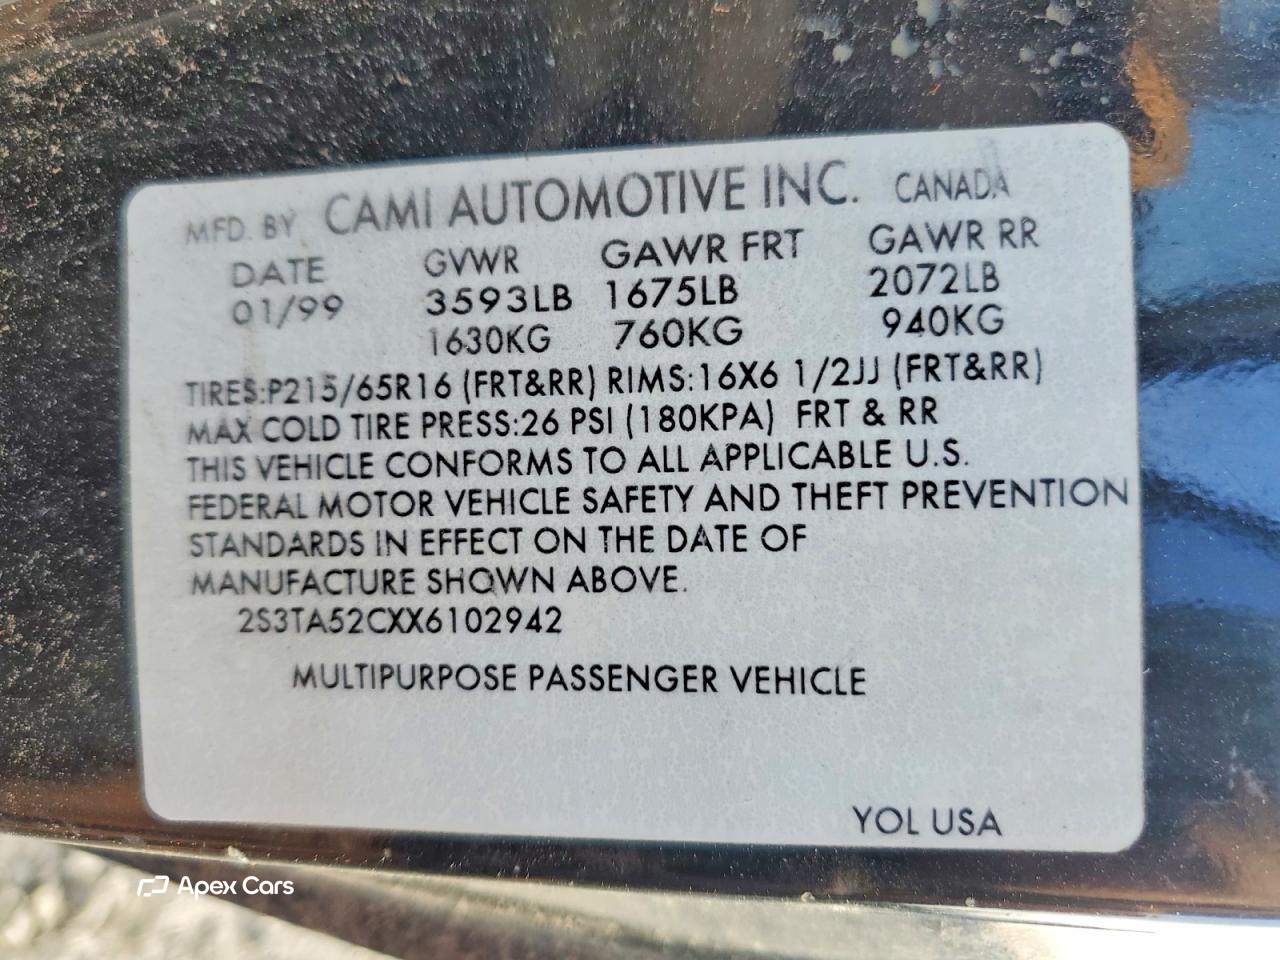 MFD. BY CAMI AUTOMOTIVE INC. CANADA
DATE GVWR GAWR FRT GAWR RR
01/99 3593LB 1675LB 2072LB
1630KG 760KG 940KG
TIRES:P215/65R16 (FRT&RR) RIMS:16X6 1/2JJ (FRT&RR)
MAX COLD TIRE PRESS:26 PSI (180KPA) FRT & RR
THIS VEHICLE CONFORMS TO ALL APPLICABLE U.S.
FEDERAL MOTOR VEHICLE SAFETY AND THEFT PREVENTION
STANDARDS IN EFFECT ON THE DATE OF
MANUFACTURE SHOWN ABOVE.
2S3TA52CXX6102942
MULTIPURPOSE PASSENGER VEHICLE
YOL USA
Apex Cars